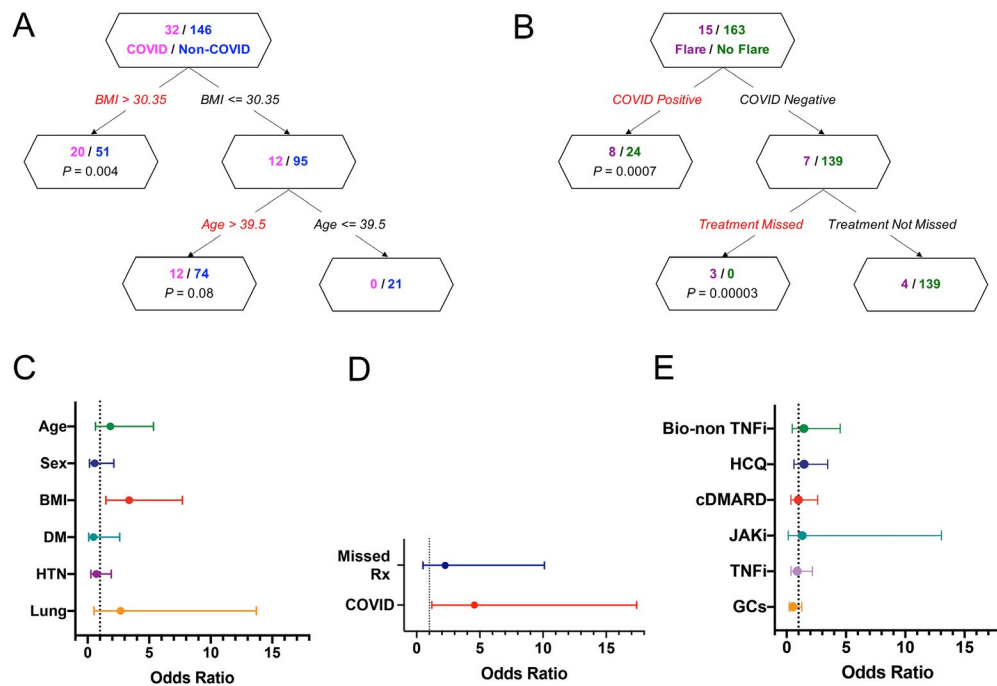 A
32 / 146
COVID / Non-COVID
BMI > 30.35
BMI <= 30.35
20 / 51
P = 0.004
12 / 95
Age > 39.5
Age <= 39.5
12 / 74
P = 0.08
0 / 21
B
15 / 163
Flare / No Flare
COVID Positive
COVID Negative
8 / 24
P = 0.0007
7 / 139
Treatment Missed
Treatment Not Missed
3 / 0
P = 0.00003
4 / 139
C
Age
Sex
BMI
DM
HTN
Lung
0 5 10 15
Odds Ratio
D
Missed
Rx
COVID
0 5 10 15
Odds Ratio
E
Bio-non TNFi
HCQ
cDMARD
JAKi
TNFi
GCs
0 5 10 15
Odds Ratio